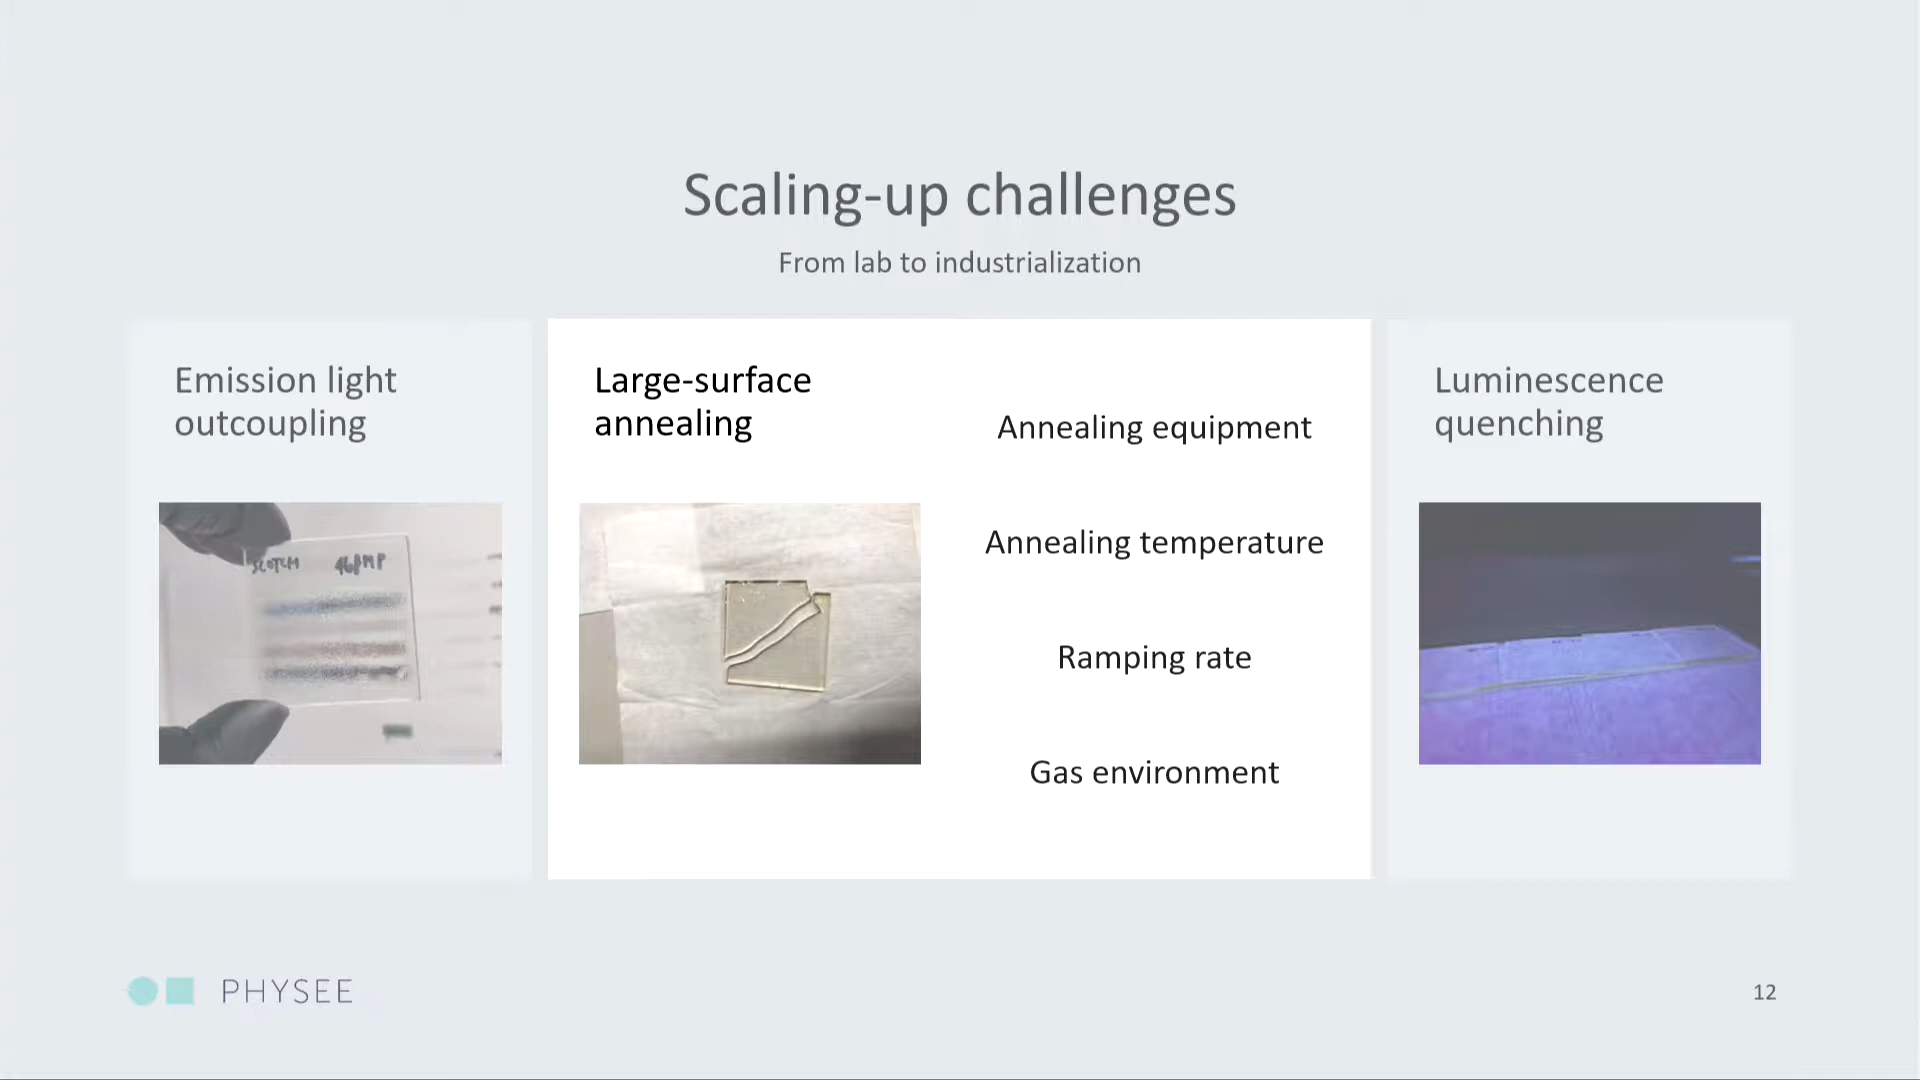 Scaling-up challenges
From lab to industrialization
Emission light
outcoupling
SCOTCH
Large-surface
annealing
Annealing equipment
Annealing temperature
Ramping rate
Gas environment
Luminescence
quenching
PHYSEE
12